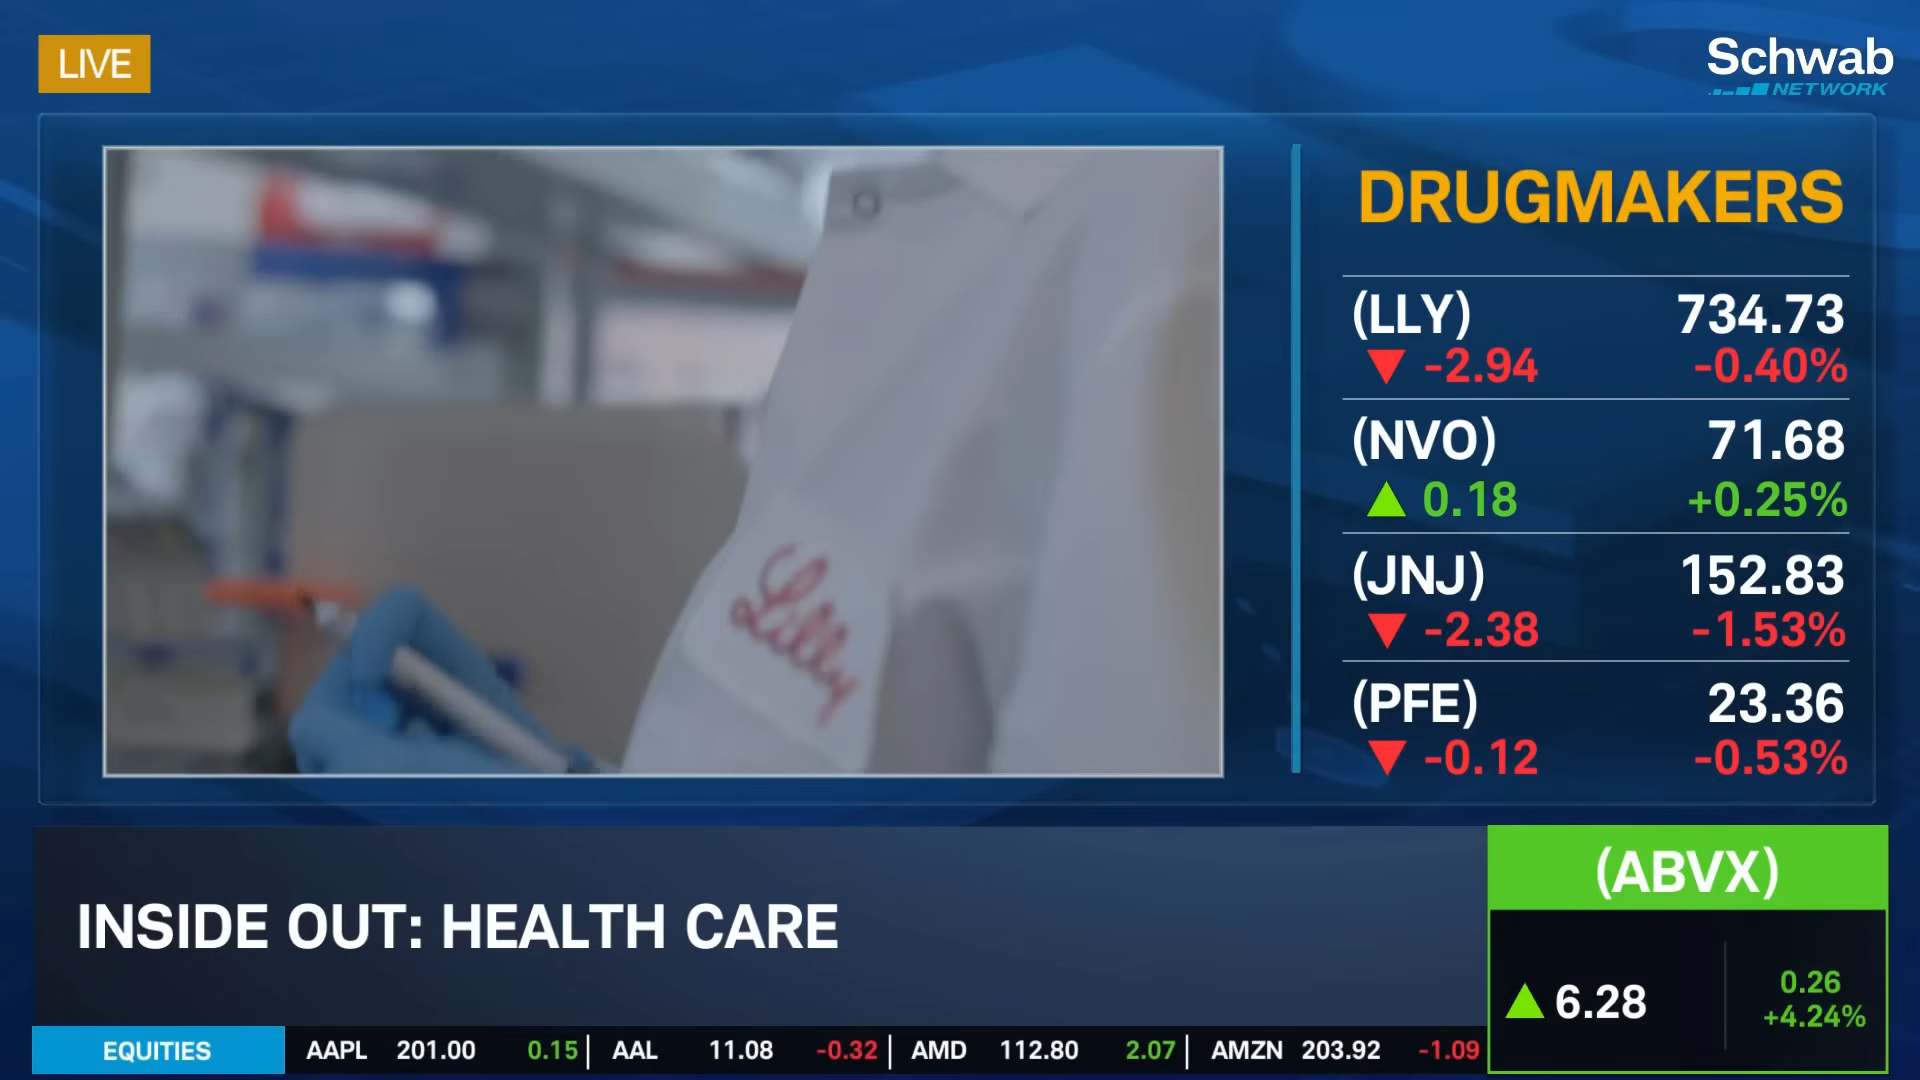 LIVE
Schwab
NETWORK
DRUGMAKERS
(LLY) 734.73
▼ -2.94 -0.40%
(NVO) 71.68
▲ 0.18 +0.25%
(JNJ) 152.83
▼ -2.38 -1.53%
(PFE) 23.36
▼ -0.12 -0.53%
Lilly
INSIDE OUT: HEALTH CARE
(ABVX)
▲ 6.28
0.26
+4.24%
EQUITIES AAPL 201.00 0.15 | AAL 11.08 -0.32 | AMD 112.80 2.07 | AMZN 203.92 -1.09